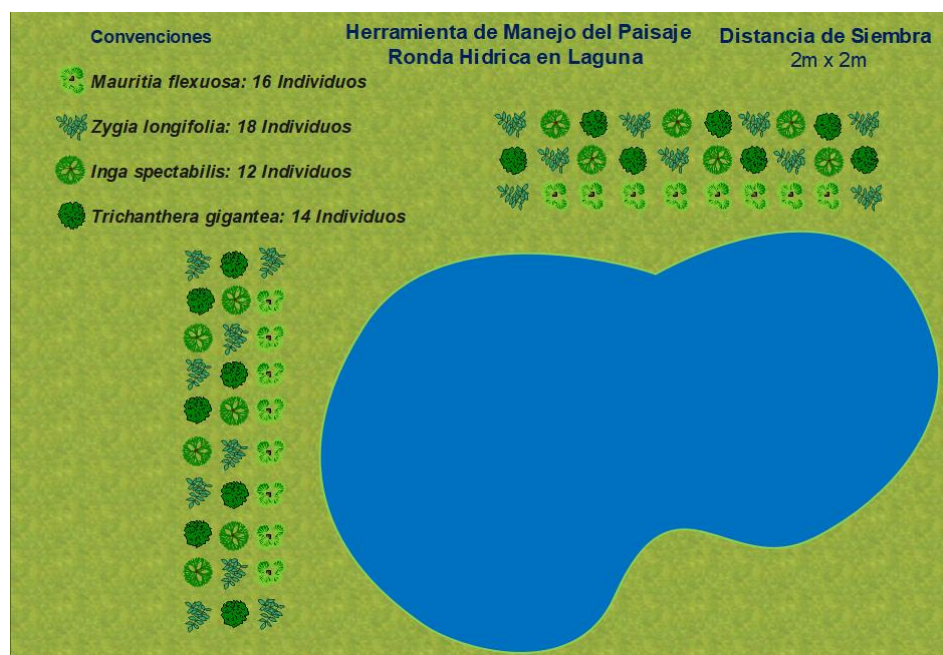 Convenciones
Mauritia flexuosa: 16 Individuos
Zygia longifolia: 18 Individuos
Inga spectabilis: 12 Individuos
Trichanthera gigantea: 14 Individuos
Herramienta de Manejo del Paisaje
Ronda Hidrica en Laguna
Distancia de Siembra
2m x 2m